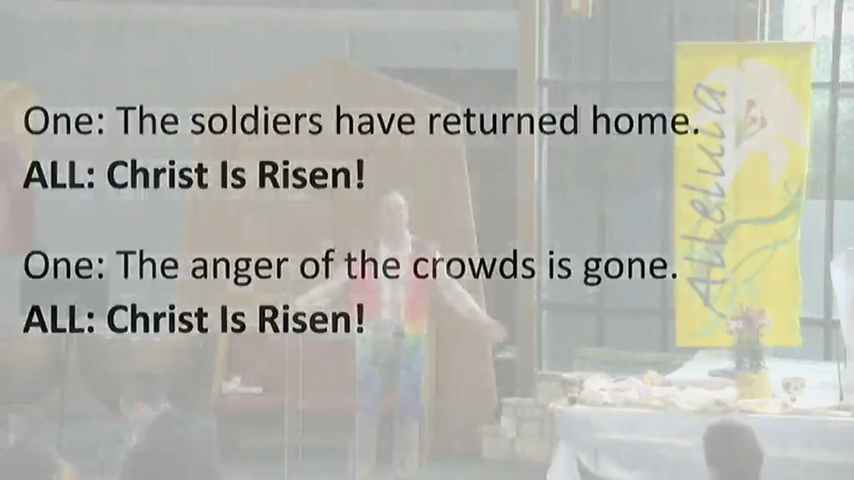 One: The soldiers have returned home.
ALL: Christ Is Risen!
One: The anger of the crowds is gone.
ALL: Christ Is Risen!
Alleluia